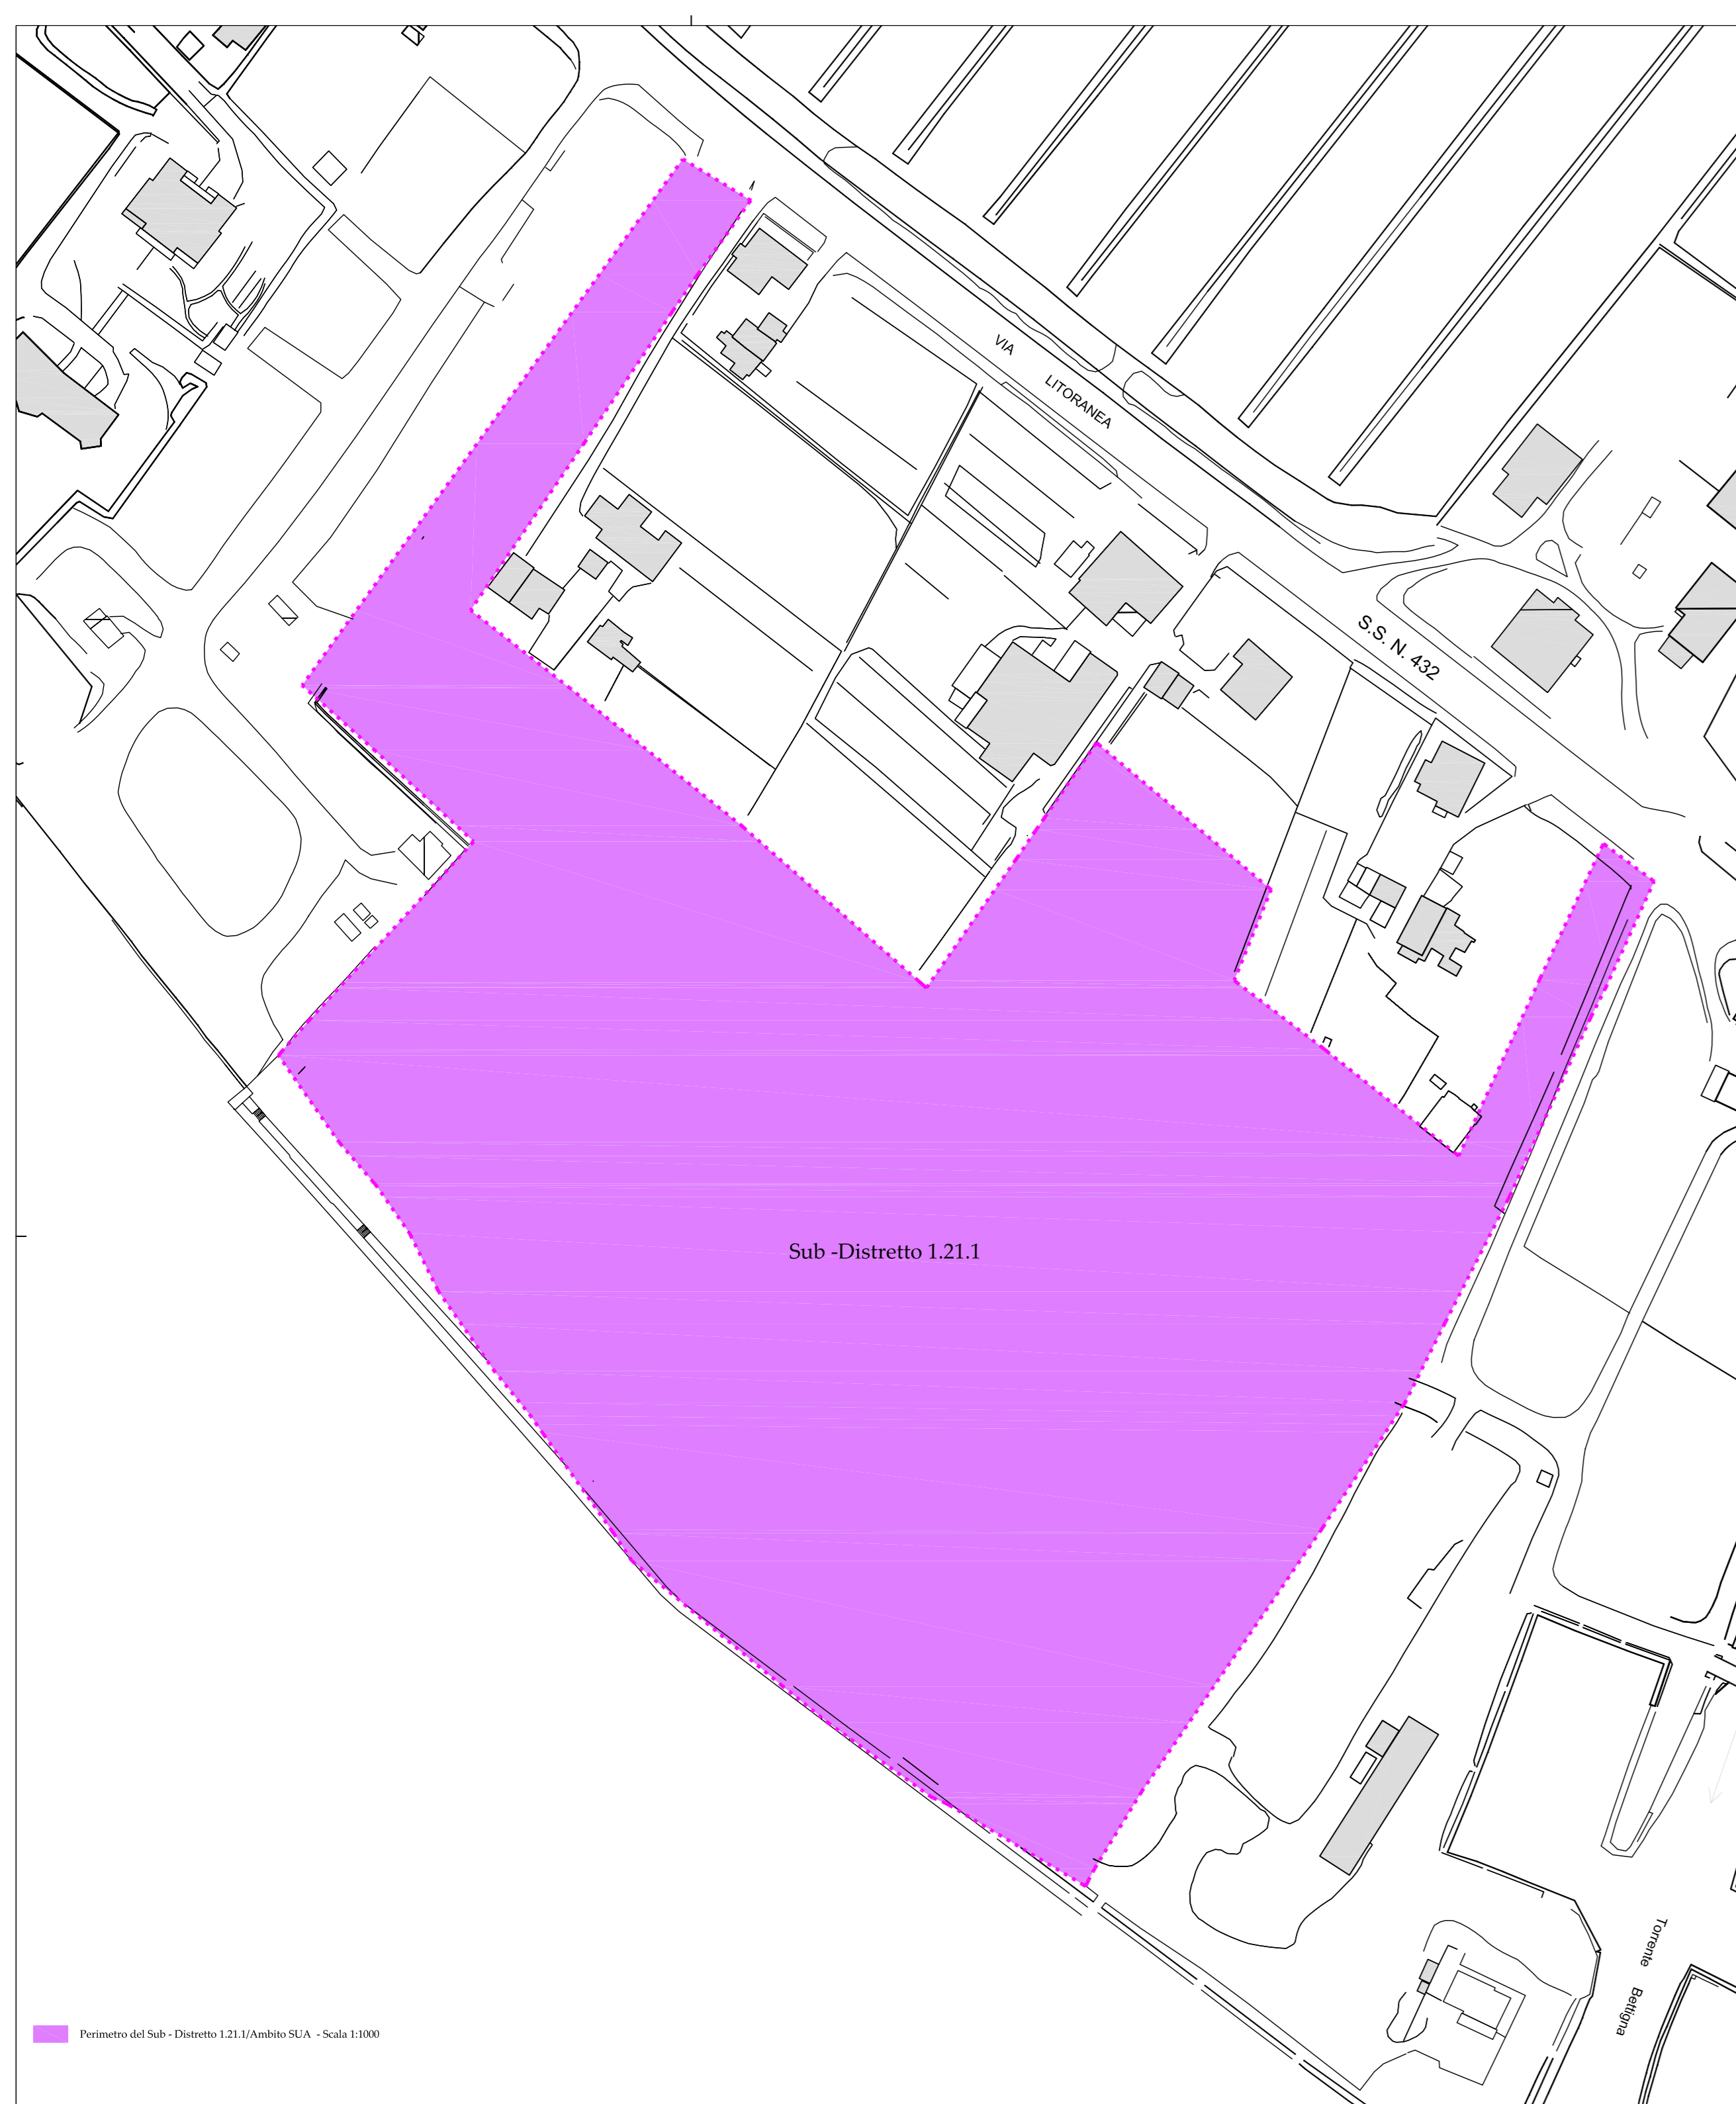 VIA
LITORANEA
S.S. N. 432
Sub -Distretto 1.21.1
Torrente Bettigna
Perimetro del Sub - Distretto 1.21.1/Ambito SUA - Scala 1:1000